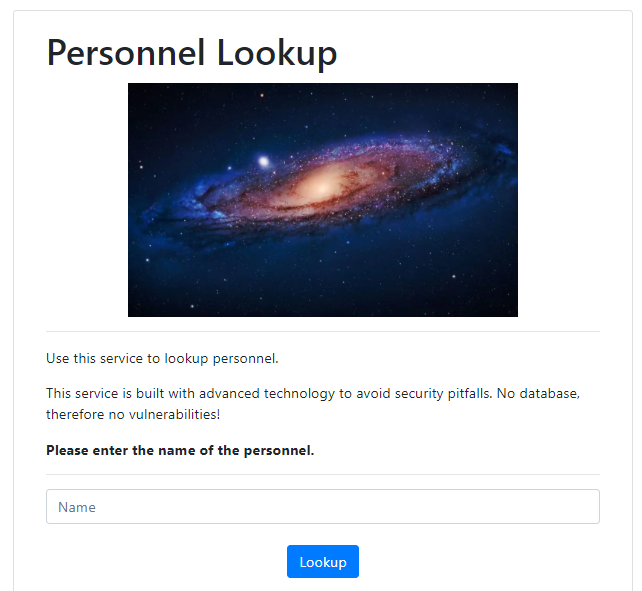 Personnel Lookup
Use this service to lookup personnel.
This service is built with advanced technology to avoid security pitfalls. No database,
therefore no vulnerabilities!
Please enter the name of the personnel.
Name
Lookup